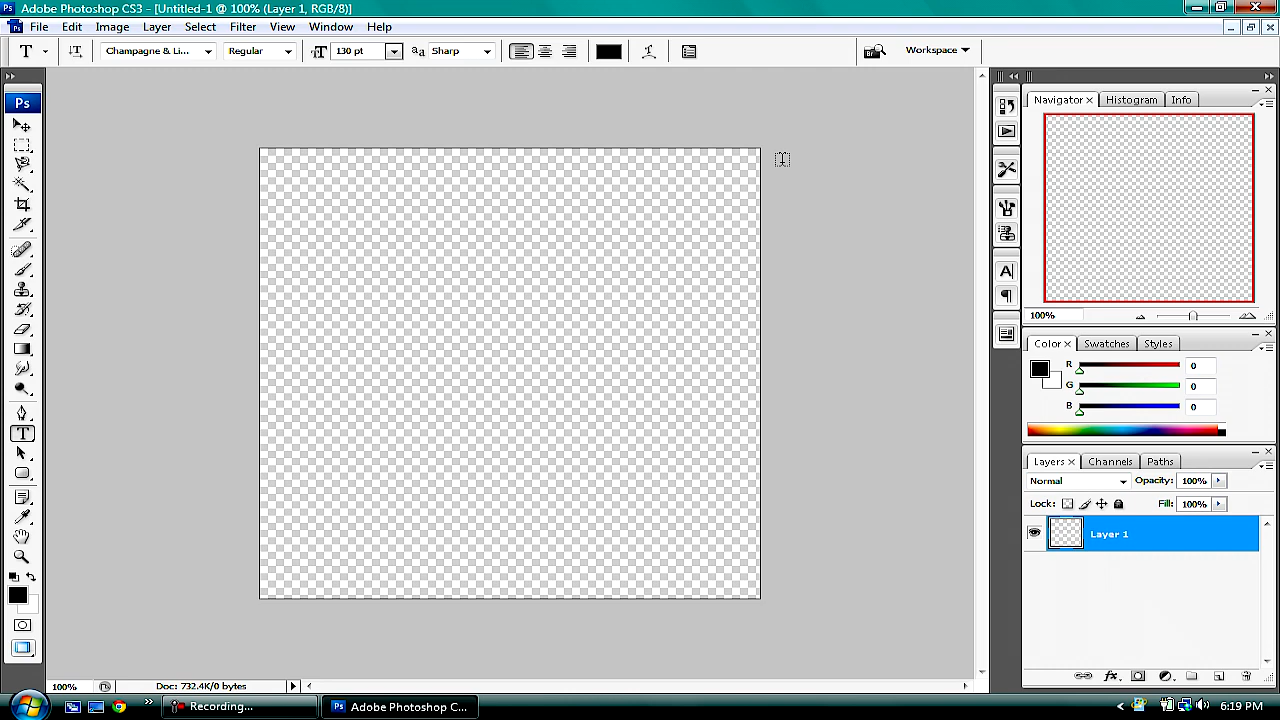 Adobe Photoshop CS3 - [Untitled-1 @ 100% (Layer 1, RGB/8)]
File Edit Image Layer Select Filter View Window Help
T Champagne & Li... Regular 130 pt Sharp Workspace
Navigator Histogram Info
Ps
100%
Color Swatches Styles
R 0
G 0
B 0
Layers Channels Paths
Normal Opacity: 100%
Lock: Fill: 100%
Layer 1
100% Doc: 732.4K/0 bytes
Recording... Adobe Photoshop C... 6:19 PM